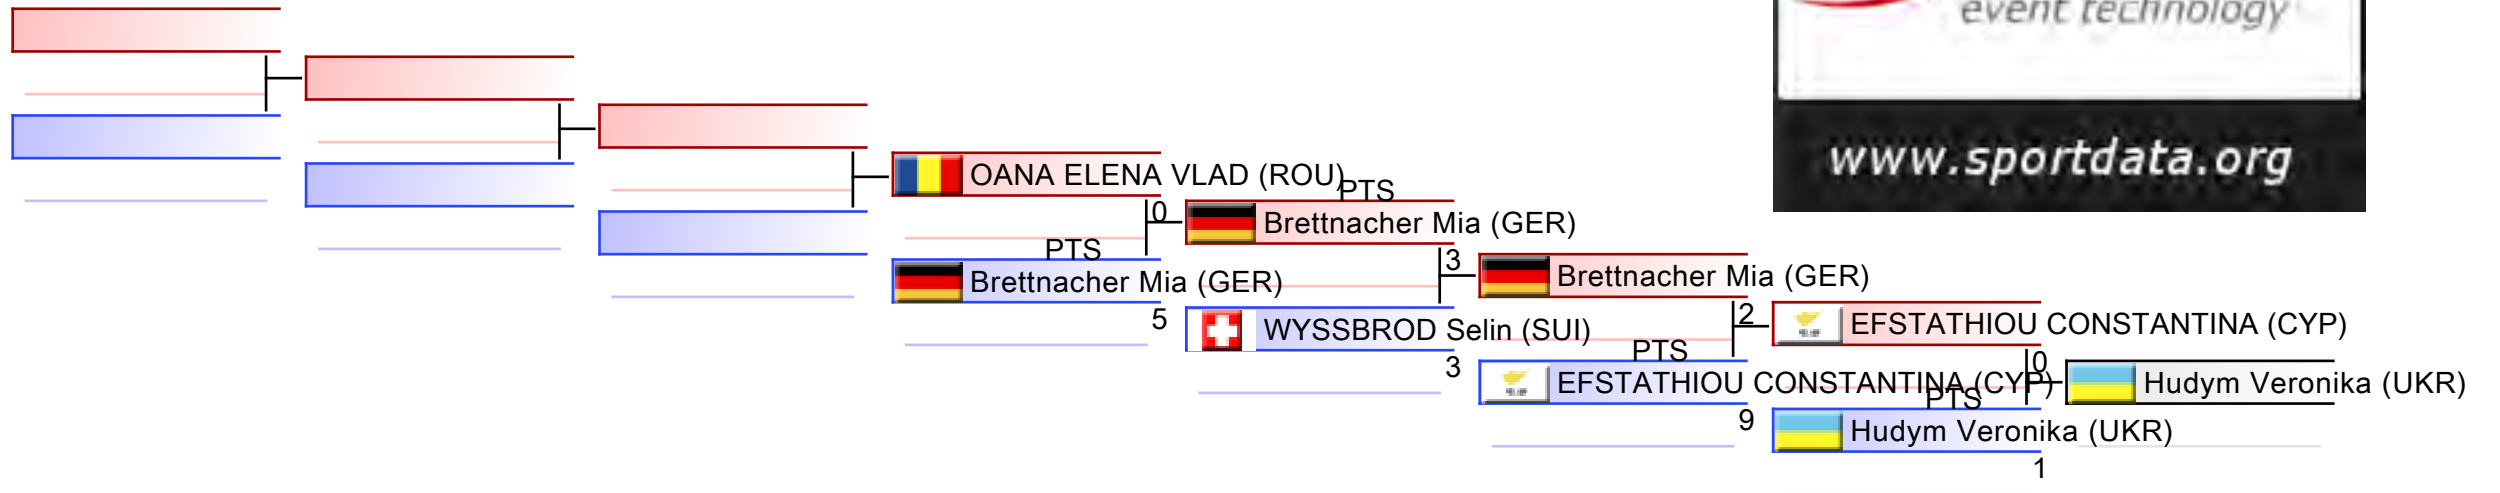 event technology
www.sportdata.org
OANA ELENA VLAD (ROU)
PTS
0
Brettnacher Mia (GER)
PTS
Brettnacher Mia (GER)
5
3
Brettnacher Mia (GER)
WYSSBROD Selin (SUI)
3
2
EFSTATHIOU CONSTANTINA (CYP)
PTS
EFSTATHIOU CONSTANTINA (CYP)
9
0
Hudym Veronika (UKR)
PTS
Hudym Veronika (UKR)
1